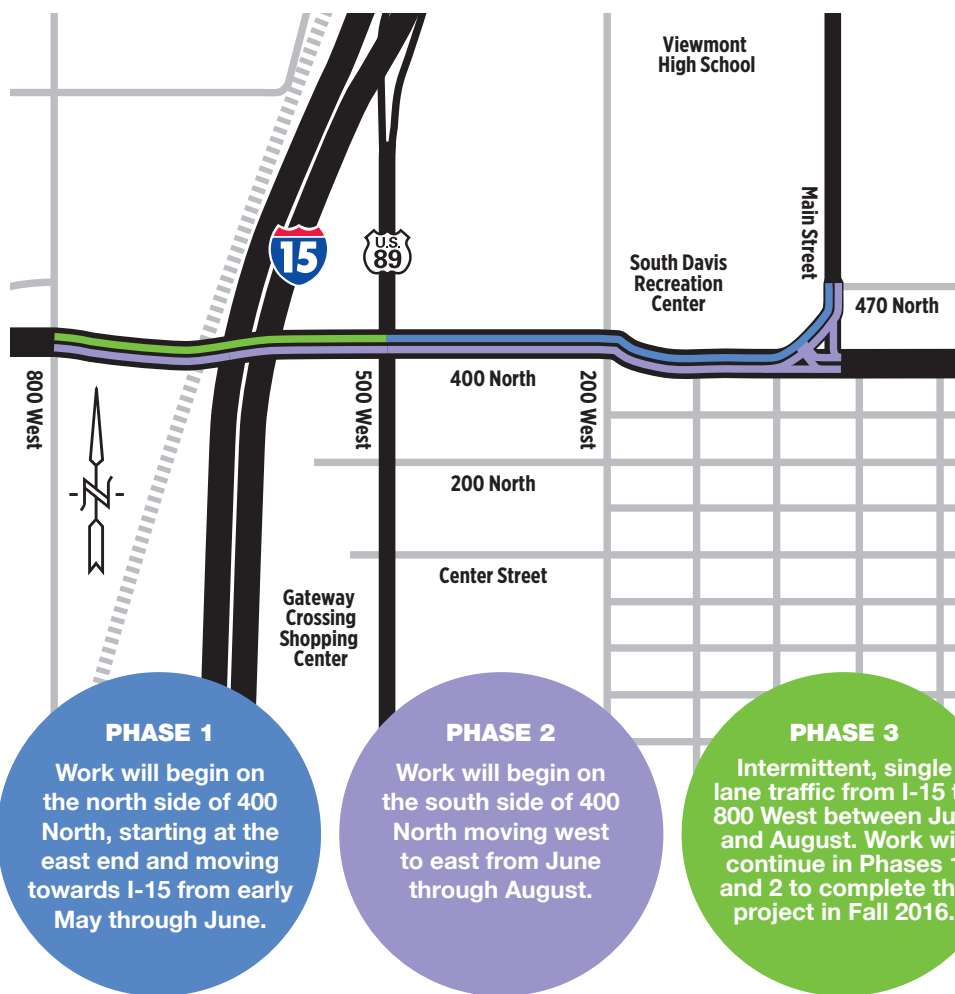 Viewmont
High School
Main Street
15
U.S.
89
South Davis
Recreation
Center
470 North
800 West
500 West
400 North
200 West
N
200 North
Center Street
Gateway
Crossing
Shopping
Center
PHASE 1
Work will begin on
the north side of 400
North, starting at the
east end and moving
towards I-15 from early
May through June.
PHASE 2
Work will begin on
the south side of 400
North moving west
to east from June
through August.
PHASE 3
Intermittent, single
lane traffic from I-15 t
800 West between Ju
and August. Work wi
continue in Phases 1
and 2 to complete th
project in Fall 2016.